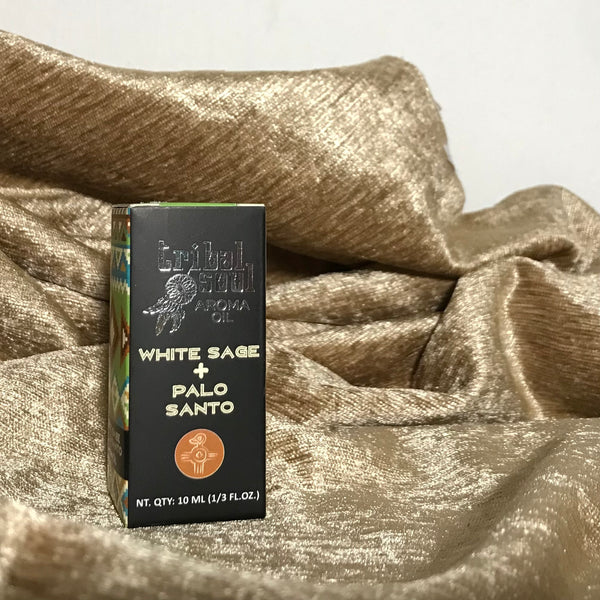 tribal
soul
AROMA
OIL
WHITE SAGE
+
PALO
SANTO
NT. QTY: 10 ML (1/3 FL.OZ.)